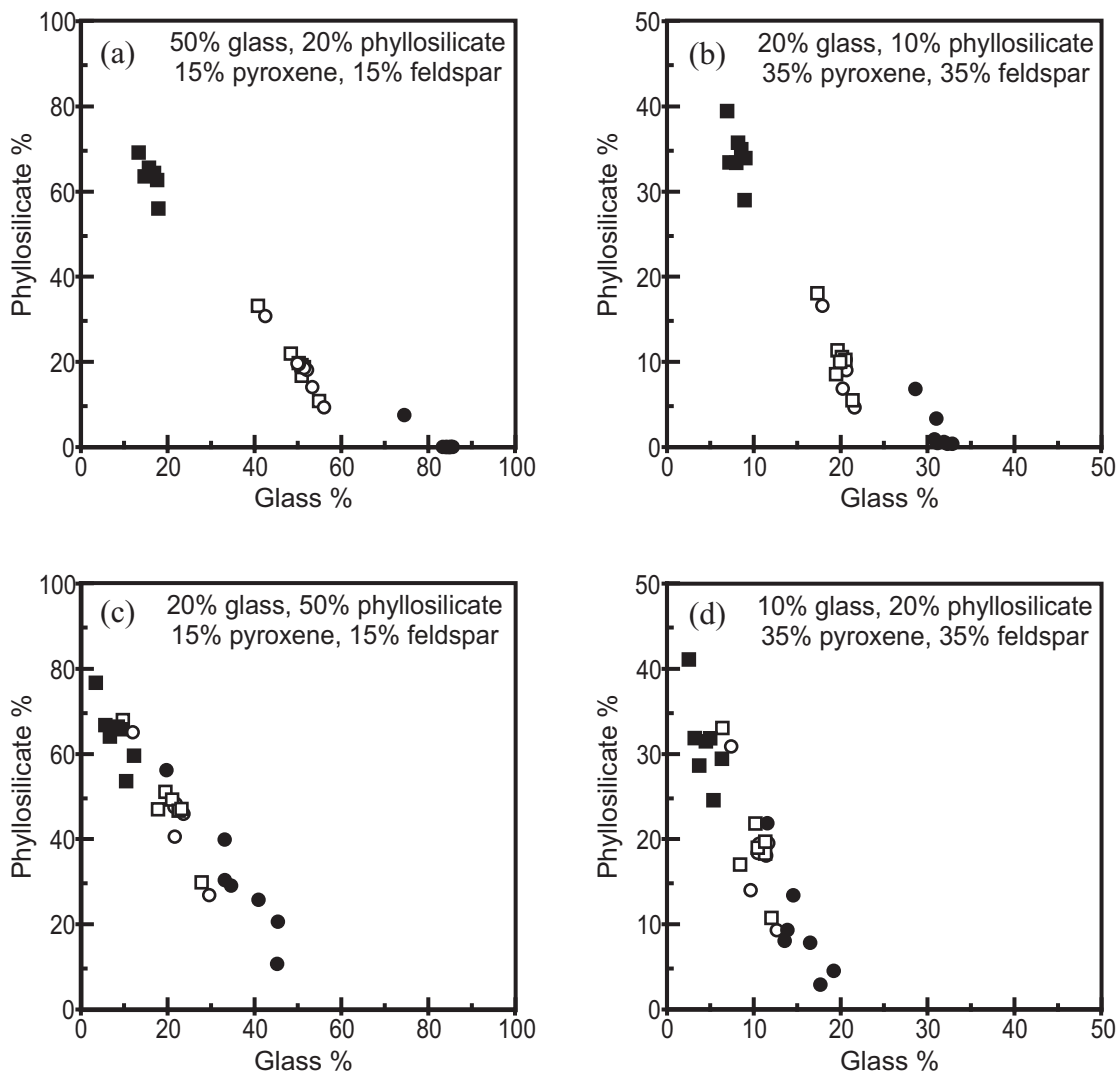 (a)
50% glass, 20% phyllosilicate
15% pyroxene, 15% feldspar
Phyllosilicate %
100
80
60
40
20
0
0 20 40 60 80 100
Glass %
(b)
20% glass, 10% phyllosilicate
35% pyroxene, 35% feldspar
Phyllosilicate %
50
40
30
20
10
0
0 10 20 30 40 50
Glass %
(c)
20% glass, 50% phyllosilicate
15% pyroxene, 15% feldspar
Phyllosilicate %
100
80
60
40
20
0
0 20 40 60 80 100
Glass %
(d)
10% glass, 20% phyllosilicate
35% pyroxene, 35% feldspar
Phyllosilicate %
50
40
30
20
10
0
0 10 20 30 40 50
Glass %